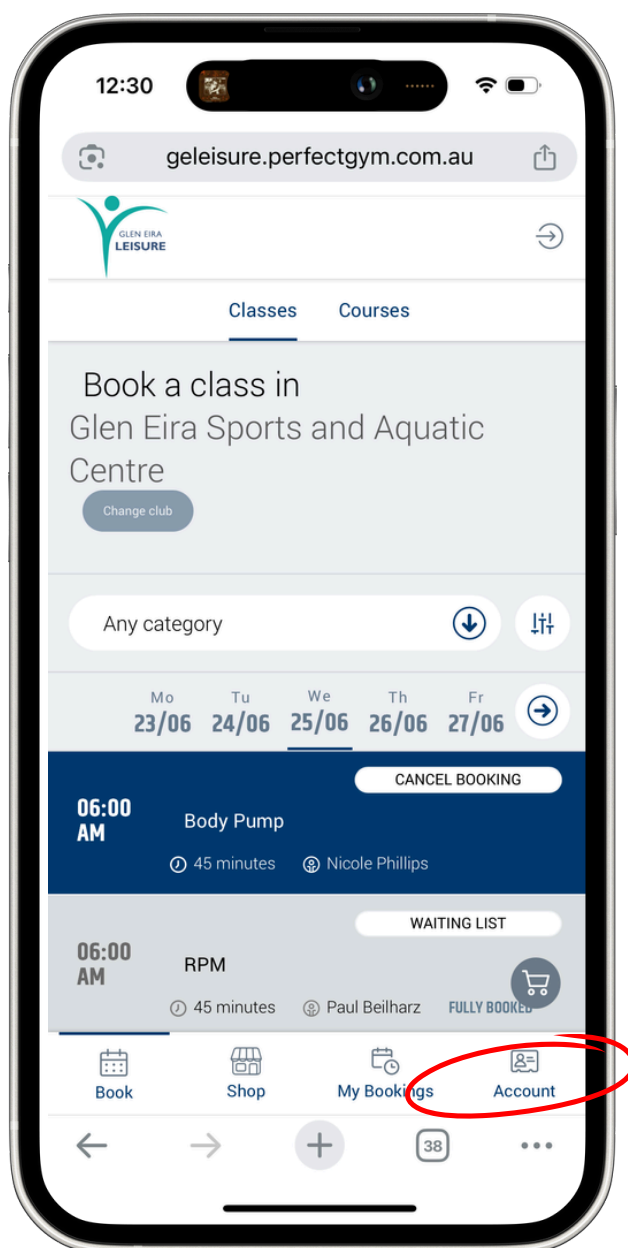 12:30
geleisure.perfectgym.com.au
GLEN EIRA
LEISURE
Classes Courses
Book a class in
Glen Eira Sports and Aquatic
Centre
Change club
Any category
Mo Tu We Th Fr
23/06 24/06 25/06 26/06 27/06
CANCEL BOOKING
06:00
AM
Body Pump
45 minutes Nicole Phillips
WAITING LIST
06:00
AM
RPM
45 minutes Paul Beilharz FULLY BOOKED
Book Shop My Bookings Account
38